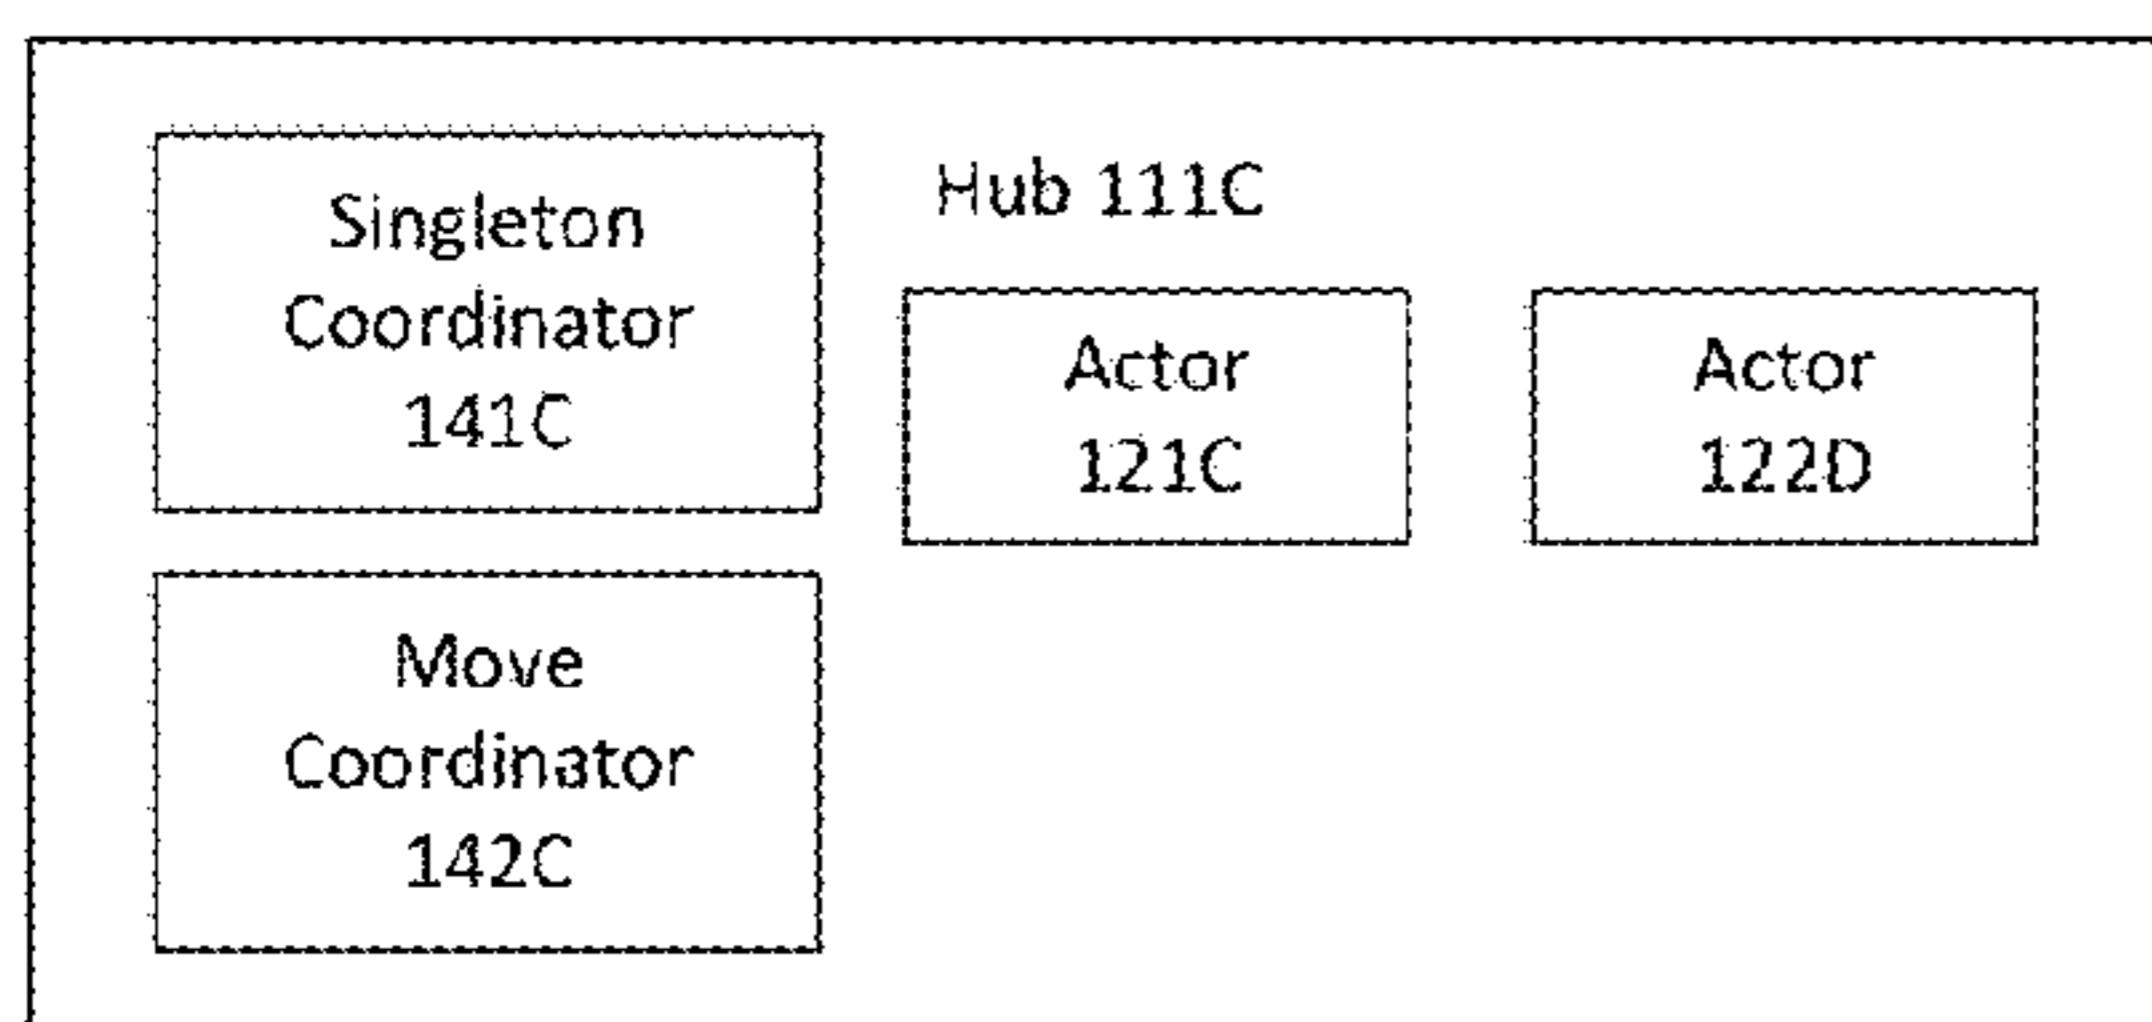 Singleton
Coordinator
141C
Hub 111C
Actor
121C
Actor
122D
Move
Coordinator
142C